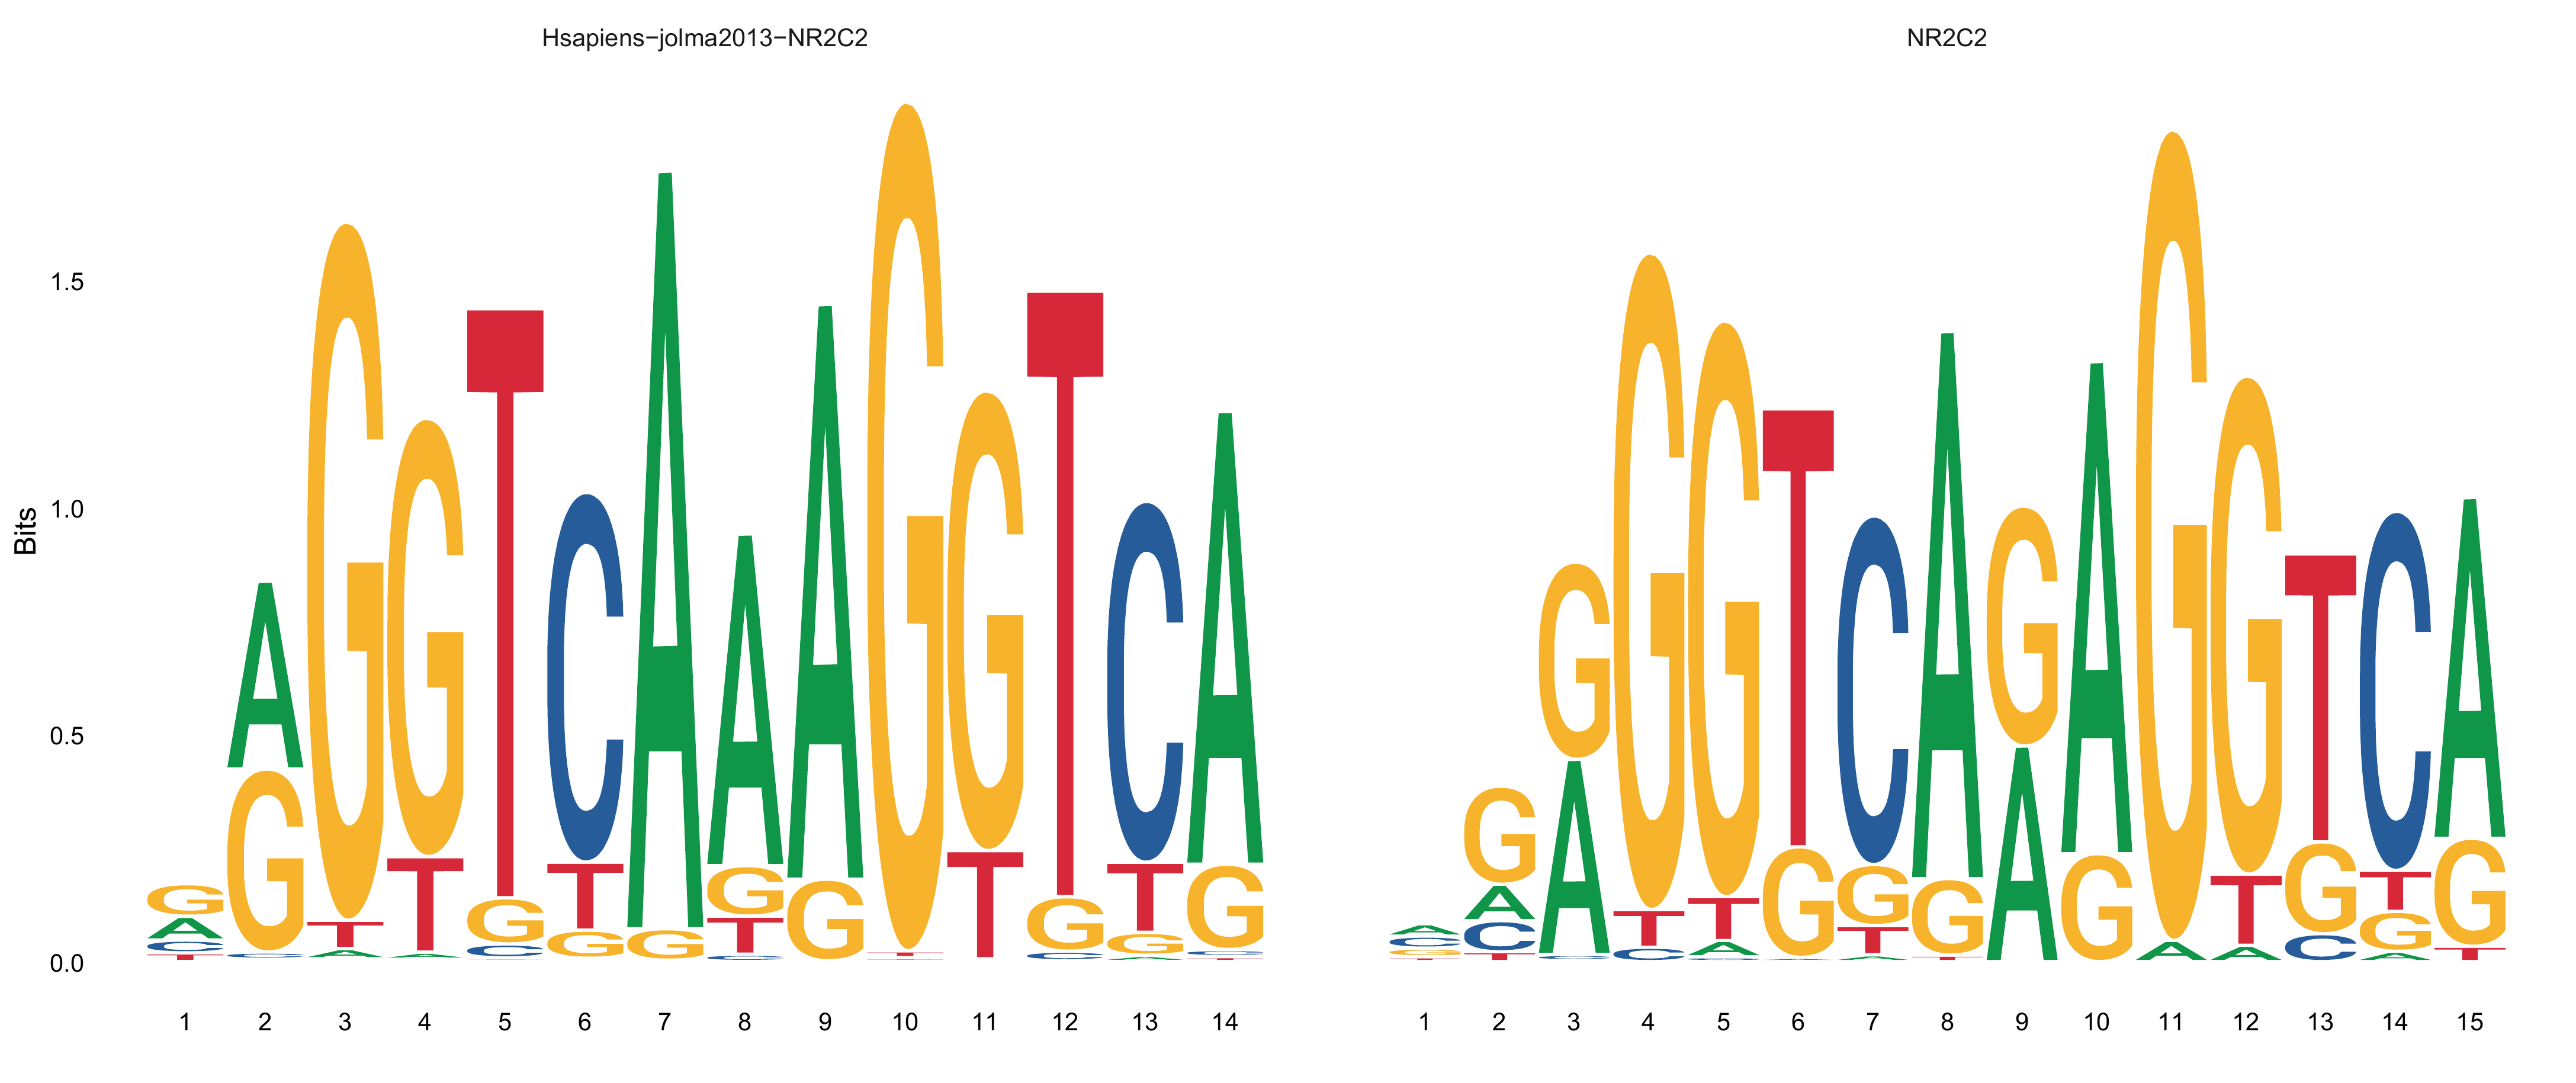 Hsapiens−jolma2013−NR2C2
NR2C2
Bits
1.5
1.0
0.5
0.0
G A G G G T C A A A G G T C A
A G T T T G T G G G T T G T G
C C A A C G T G G C
T C T A C
1 2 3 4 5 6 7 8 9 10 11 12 13 14
1 2 3 4 5 6 7 8 9 10 11 12 13 14 15